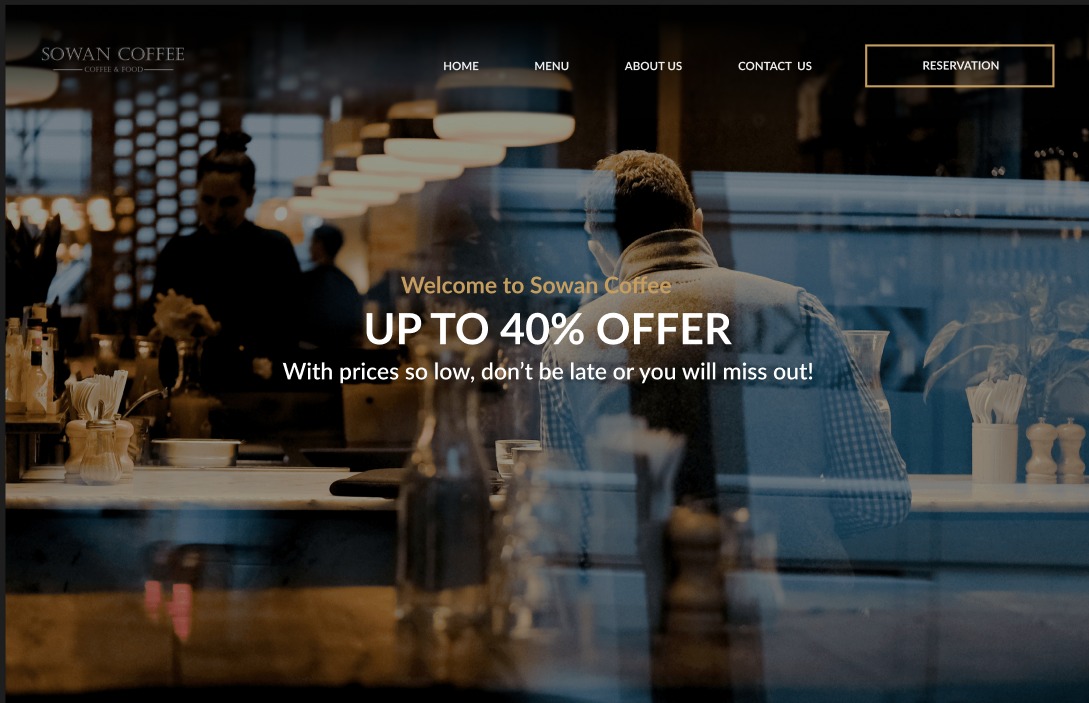 SOWAN COFFEE
COFFEE & FOOD
HOME MENU ABOUT US CONTACT US RESERVATION
Welcome to Sowan Coffee
UP TO 40% OFFER
With prices so low, don’t be late or you will miss out!